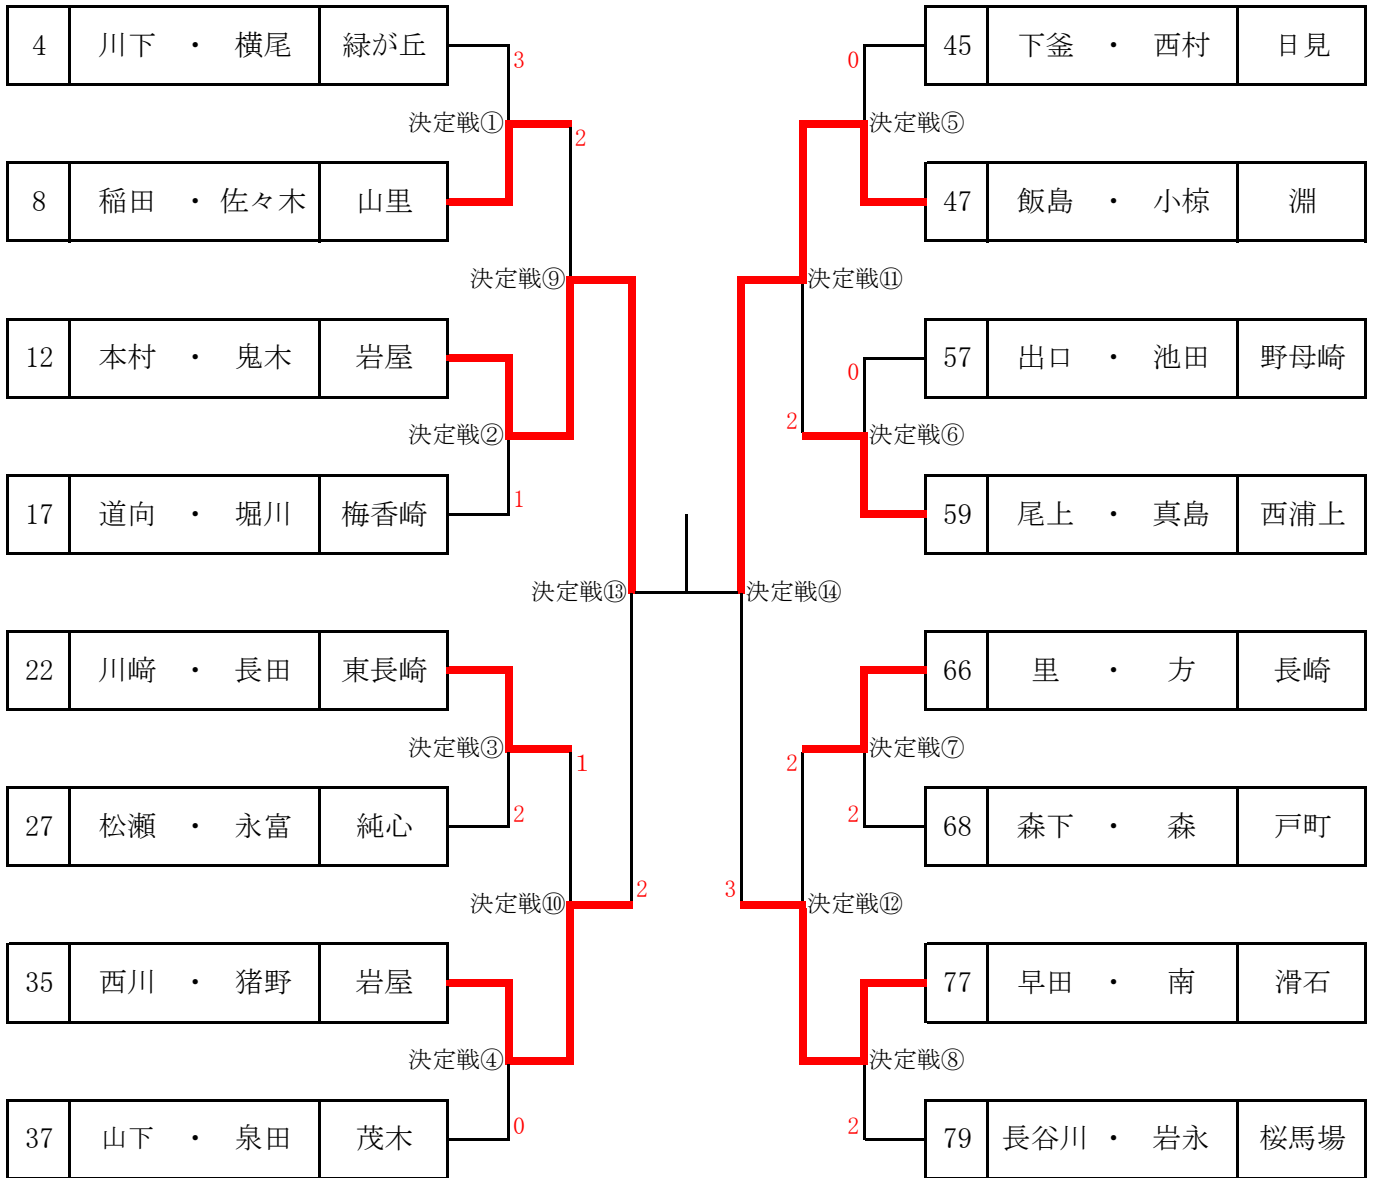 4 川下 ・ 横尾 緑が丘
3
決定戦①
2
8 稲田 ・ 佐々木 山里
決定戦⑨
12 本村 ・ 鬼木 岩屋
決定戦②
1
17 道向 ・ 堀川 梅香崎
決定戦⑬
22 川﨑 ・ 長田 東長崎
決定戦③
1
27 松瀬 ・ 永富 純心
2
決定戦⑩
2
35 西川 ・ 猪野 岩屋
決定戦④
0
37 山下 ・ 泉田 茂木
45 下釜 ・ 西村 日見
0
決定戦⑤
47 飯島 ・ 小椋 淵
決定戦⑪
57 出口 ・ 池田 野母崎
0
2
決定戦⑥
59 尾上 ・ 真島 西浦上
決定戦⑭
66 里 ・ 方 長崎
決定戦⑦
2
68 森下 ・ 森 戸町
2
3
決定戦⑫
77 早田 ・ 南 滑石
決定戦⑧
2
79 長谷川 ・ 岩永 桜馬場